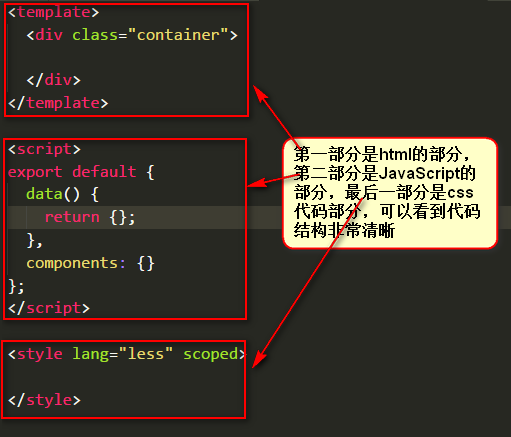 <template>
  <div class="container">
  </div>
</template>
<script>
export default {
  data() {
    return {};
  },
  components: {}
};
</script>
<style lang="less" scoped>
</style>
第一部分是html的部分，
第二部分是JavaScript的
部分，最后一部分是css
代码部分，可以看到代码
结构非常清晰